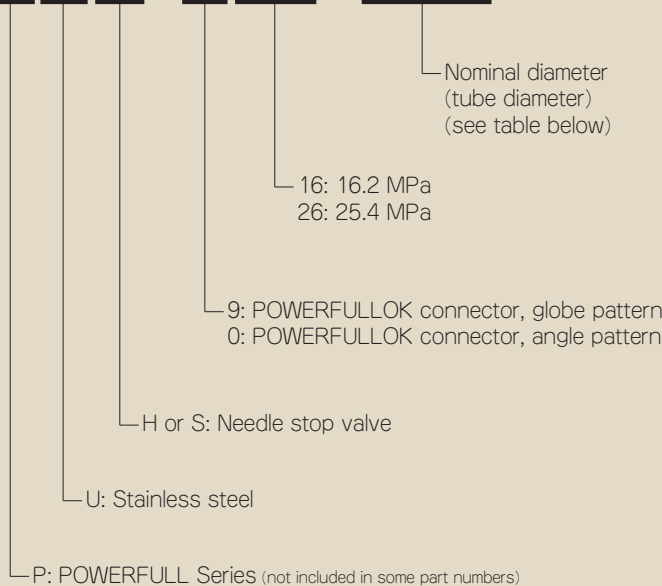 Nominal diameter
(tube diameter)
(see table below)
16: 16.2 MPa
26: 25.4 MPa
9: POWERFULLOK connector, globe pattern
0: POWERFULLOK connector, angle pattern
H or S: Needle stop valve
U: Stainless steel
P: POWERFULL Series (not included in some part numbers)